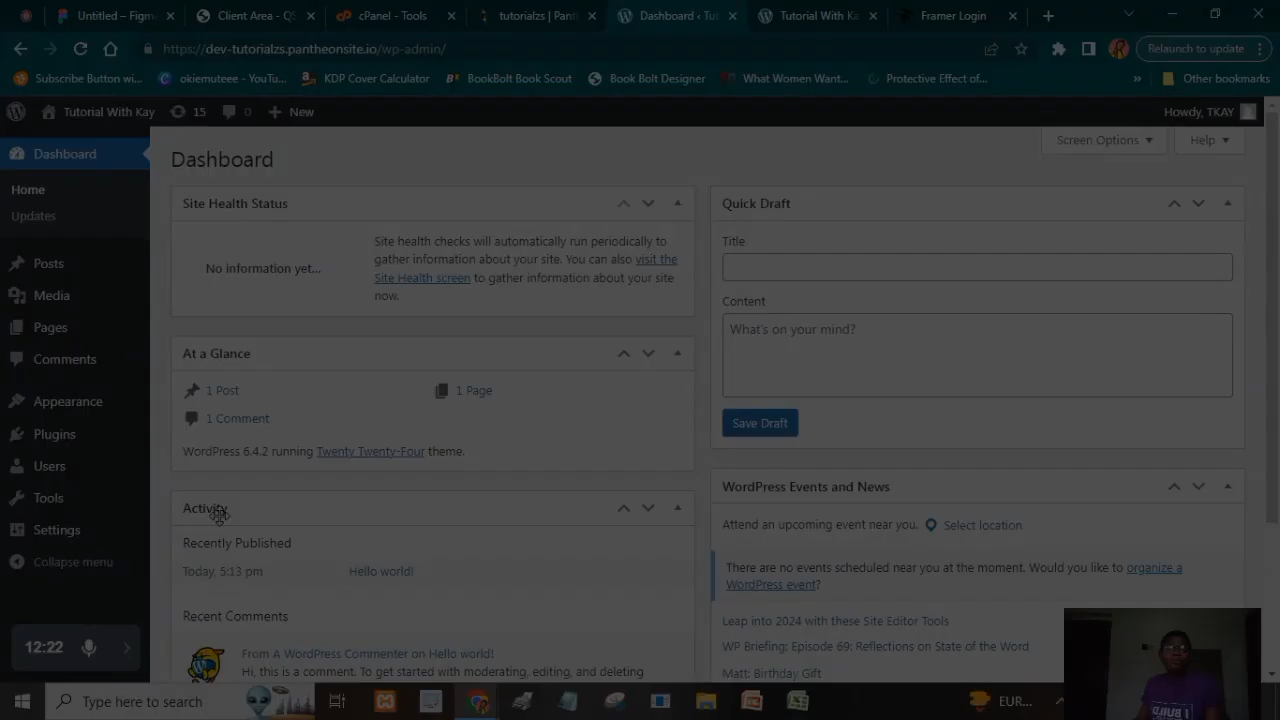 Untitled – Figm
Client Area - QS
cPanel - Tools
tutorialzs | Pant
Dashboard ‹ Tut
Tutorial With Ka
Framer Login
https://dev-tutorialzs.pantheonsite.io/wp-admin/
Relaunch to update
Subscribe Button wi...
okiemuteee - YouTu...
KDP Cover Calculator
BookBolt Book Scout
Book Bolt Designer
What Women Want...
Protective Effect of...
»
Other bookmarks
Tutorial With Kay
15
0
New
Howdy, TKAY
Dashboard
Home
Updates
Posts
Media
Pages
Comments
Appearance
Plugins
Users
Tools
Settings
Collapse menu
12:22
Dashboard
Screen Options
Help
Site Health Status
No information yet...
Site health checks will automatically run periodically to
gather information about your site. You can also visit the
Site Health screen to gather information about your site
now.
At a Glance
1 Post
1 Page
1 Comment
WordPress 6.4.2 running Twenty Twenty-Four theme.
Activity
Recently Published
Today, 5:13 pm
Hello world!
Recent Comments
From A WordPress Commenter on Hello world!
Hi, this is a comment. To get started with moderating, editing, and deleting
Quick Draft
Title
Content
What's on your mind?
Save Draft
WordPress Events and News
Attend an upcoming event near you.
Select location
There are no events scheduled near you at the moment. Would you like to organize a
WordPress event?
Leap into 2024 with these Site Editor Tools
WP Briefing: Episode 69: Reflections on State of the Word
Matt: Birthday Gift
Type here to search
EUR...
I BUILD